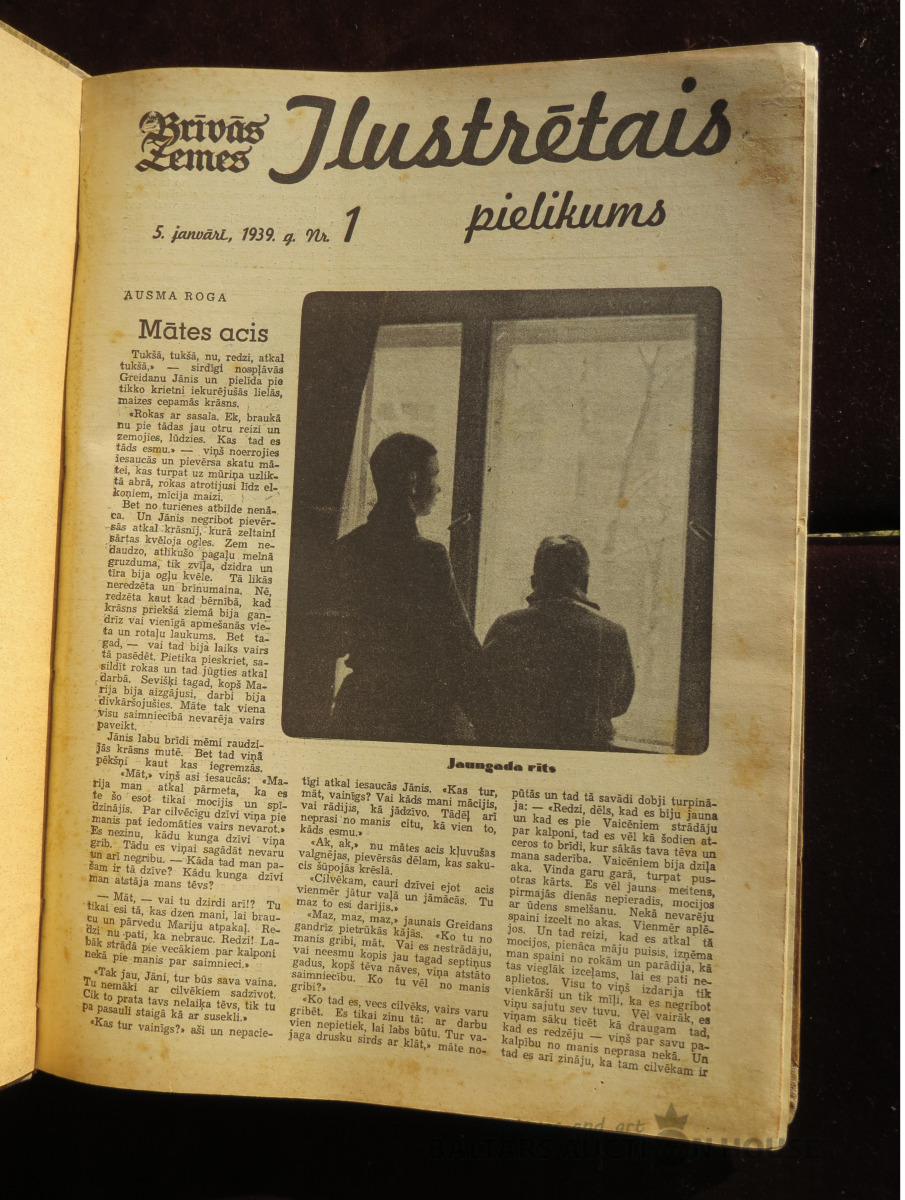 Brīvās
Zemes
Ilustrētais
pielikums
5. janvārī, 1939. g. Nr. 1
AUSMA ROGA
Mātes acis
Tukšā, tukšā, nu, redzi, atkal
tukšā,» — sirdīgi nospļāvās
Greidanu Jānis un pielīda pie
tikko krietni iekurējušās lielās,
maizes cepamās krāsns.
«Rokas ar sasala. Ek, braukā
nu pie tādas jau otru reizi un
zemojies, lūdzies. Kas tad es
tāds esmu.» — viņš noerrojies
iesaucās un pievērsa skatu mā-
tei, kas turpat uz mūriņa uzlik-
tā abrā, rokas atrotījusi līdz el-
koņiem, mīcīja maizi.
Bet no turienes atbilde nenā-
ca. Un Jānis negribot pievēr-
sās atkal krāsnij, kurā zeltaini
sārtas kvēloja ogles. Zem ne-
daudzo, atlikušo pagaļu melnā
gruzduma, tik zvīļa, dzidra un
tīra bija ogļu kvēle. Tā likās
neredzēta un brīnumaina. Nē,
redzēta kaut kad bērnībā, kad
krāsns priekšā ziemā bija gan-
drīz vai vienīgā apmešanās vie-
ta un rotaļu laukums. Bet ta-
gad, — vai tad bija laiks vairs
tā pasēdēt. Pietika pieskriet, sa-
sildīt rokas un tad jūgties atkal
darbā. Sevišķi tagad, kopš Ma-
rija bija aizgājusi, darbi bija
divkāršojušies. Māte tak viena
visu saimniecībā nevarēja vairs
paveikt.
Jānis labu brīdi mēmi raudzī-
jās krāsns mutē. Bet tad viņā
pēkšņi kaut kas iegremzās.
«Māt,» viņš asi iesaucās: «Ma-
rija man atkal pārmeta, ka es
te šo esot tikai mocījis un spī-
dzinājis. Par cilvēcīgu dzīvi viņa pie
manis pat iedomāties vairs nevarot.»
Es nezinu, kādu kunga dzīvi viņa
grib. Tādu es viņai sagādāt nevaru
un arī negribu. — Kāda tad man pa-
šam ir tā dzīve? Kādu kunga dzīvi
man atstāja mans tēvs?
— Māt, — vai tu dzirdi arī!? Tu
tikai esi tā, kas dzen mani, lai brau-
cu un pārvedu Mariju atpakaļ. Re-
dzi nu pati, ka nebrauc. Redzi! La-
bāk strādā pie vecākiem par kalponi
nekā pie manis par saimnieci.»
«Tak jau, Jāni, tur būs sava vaina.
Tu nemāki ar cilvēkiem sadzīvot.
Cik to prata tavs nelaiķa tēvs, tik tu
pa pasauli staigā kā ar susekli.»
«Kas tur vainīgs?» aši un nepacie-
Jaungada rīts
tīgi atkal iesaucās Jānis. «Kas tur,
māt, vainīgs? Vai kāds mani mācījis,
vai rādījis, kā jādzīvo. Tādēļ arī
neprasi no manis citu, kā vien to,
kāds esmu.»
«Ak, ak,» nu mātes acis kļuvušas
valgnējas, pievērsās dēlam, kas saku-
cis šūpojās krēslā.
«Cilvēkam, cauri dzīvei ejot acis
vienmēr jātur vaļā un jāmācās. Tu
maz to esi darījis.»
«Maz, maz, maz,» jaunais Greidans
gandrīz pietrūkās kājās. «Ko tu no
manis gribi, māt. Vai es nestrādāju,
vai neesmu kopis jau tagad septiņus
gadus, kopš tēva nāves, viņa atstāto
saimniecību. Ko tu vēl no manis
gribi?»
«Ko tad es, vecs cilvēks, vairs varu
gribēt. Es tikai zinu tā: ar darbu
vien nepietiek, lai labs būtu. Tur va-
jaga drusku sirds ar klāt,» māte no-
pūtās un tad tā savādi dobji turpinā-
ja: — «Redzi, dēls, kad es biju jauna
un kad es pie Vaicēniem strādāju
par kalponi, tad es vēl kā šodien at-
ceros to brīdi, kur sākās tava tēva un
mana saderība. Vaicēniem bija dziļa
aka. Vinda garu garā, turpat pus-
otras kārts. Es vēl jauns meitens,
pirmajās dienās nepieradis, mocījos
ar ūdens smelšanu. Nekā nevarēju
spaini izcelt no akas. Vienmēr aplē-
jos. Un tad reizi, kad es atkal tā
mocījos, pienāca māju puisis, izņēma
man spaini no rokām un parādīja, kā
tas vieglāk izceļams, lai es pati ne-
aplietos. Visu to viņš izdarīja tik
vienkārši un tik mīļi, ka es negribot
viņu sajutu sev tuvu. Vēl vairāk, es
viņam sāku ticēt kā draugam tad,
kad es redzēju — viņš par savu pa-
kalpību no manis neprasa nekā. Un
tad es arī zināju, ka tam cilvēkam ir
and art
BALTARS AUCTION HOUSE